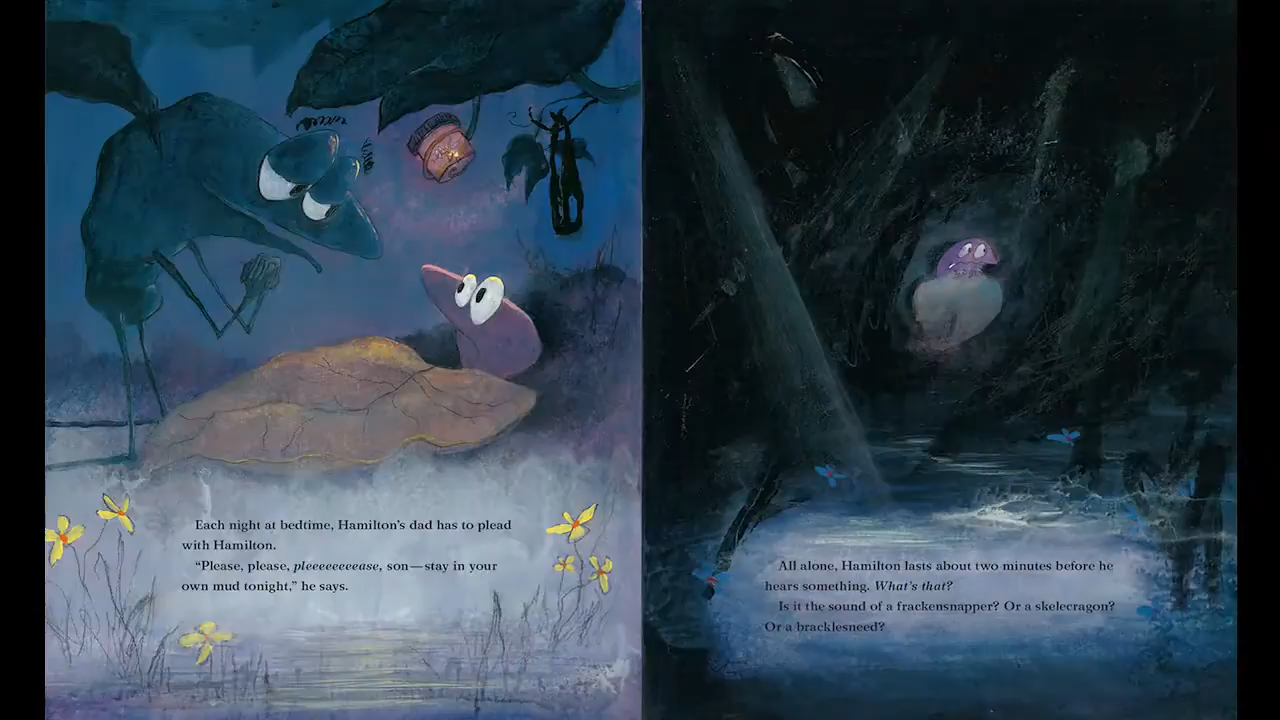 Each night at bedtime, Hamilton's dad has to plead
with Hamilton.
"Please, please, pleeeeeeease, son—stay in your
own mud tonight," he says.
All alone, Hamilton lasts about two minutes before he
hears something. What's that?
Is it the sound of a frackensnapper? Or a skelecragon?
Or a bracklesneed?